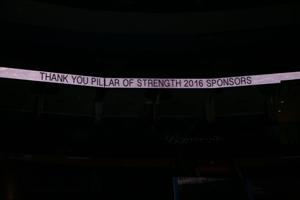 THANK YOU PILLAR OF STRENGTH 2016 SPONSORS